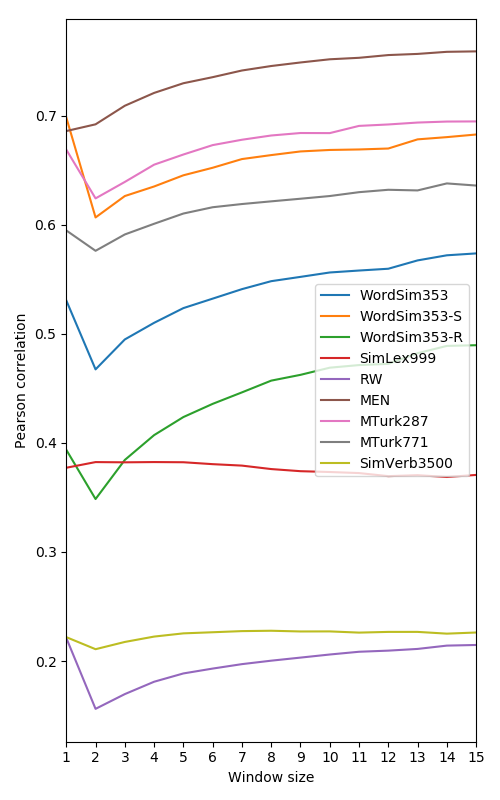 0.7
0.6
0.5
0.4
0.3
0.2
Pearson correlation
WordSim353
WordSim353-S
WordSim353-R
SimLex999
RW
MEN
MTurk287
MTurk771
SimVerb3500
1 2 3 4 5 6 7 8 9 10 11 12 13 14 15
Window size